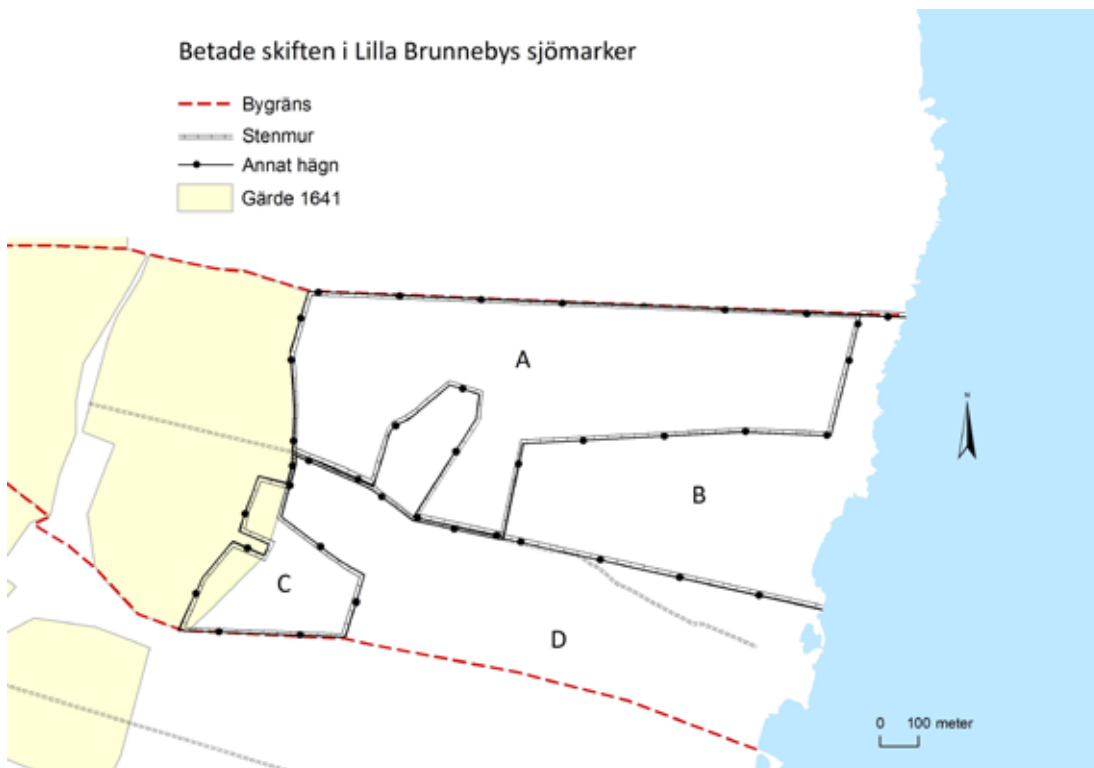 Betade skiften i Lilla Brunnebys sjömarker
Bygräns
Stenmur
Annat hägn
Gärde 1641
A
N
B
C
D
0 100 meter